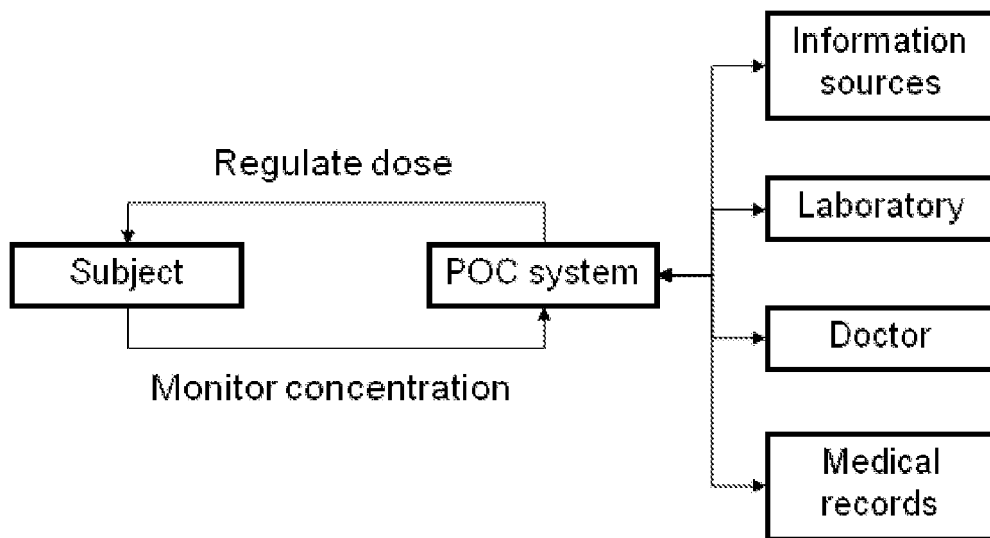 Information
sources
Regulate dose
Laboratory
Subject
POC system
Doctor
Monitor concentration
Medical
records